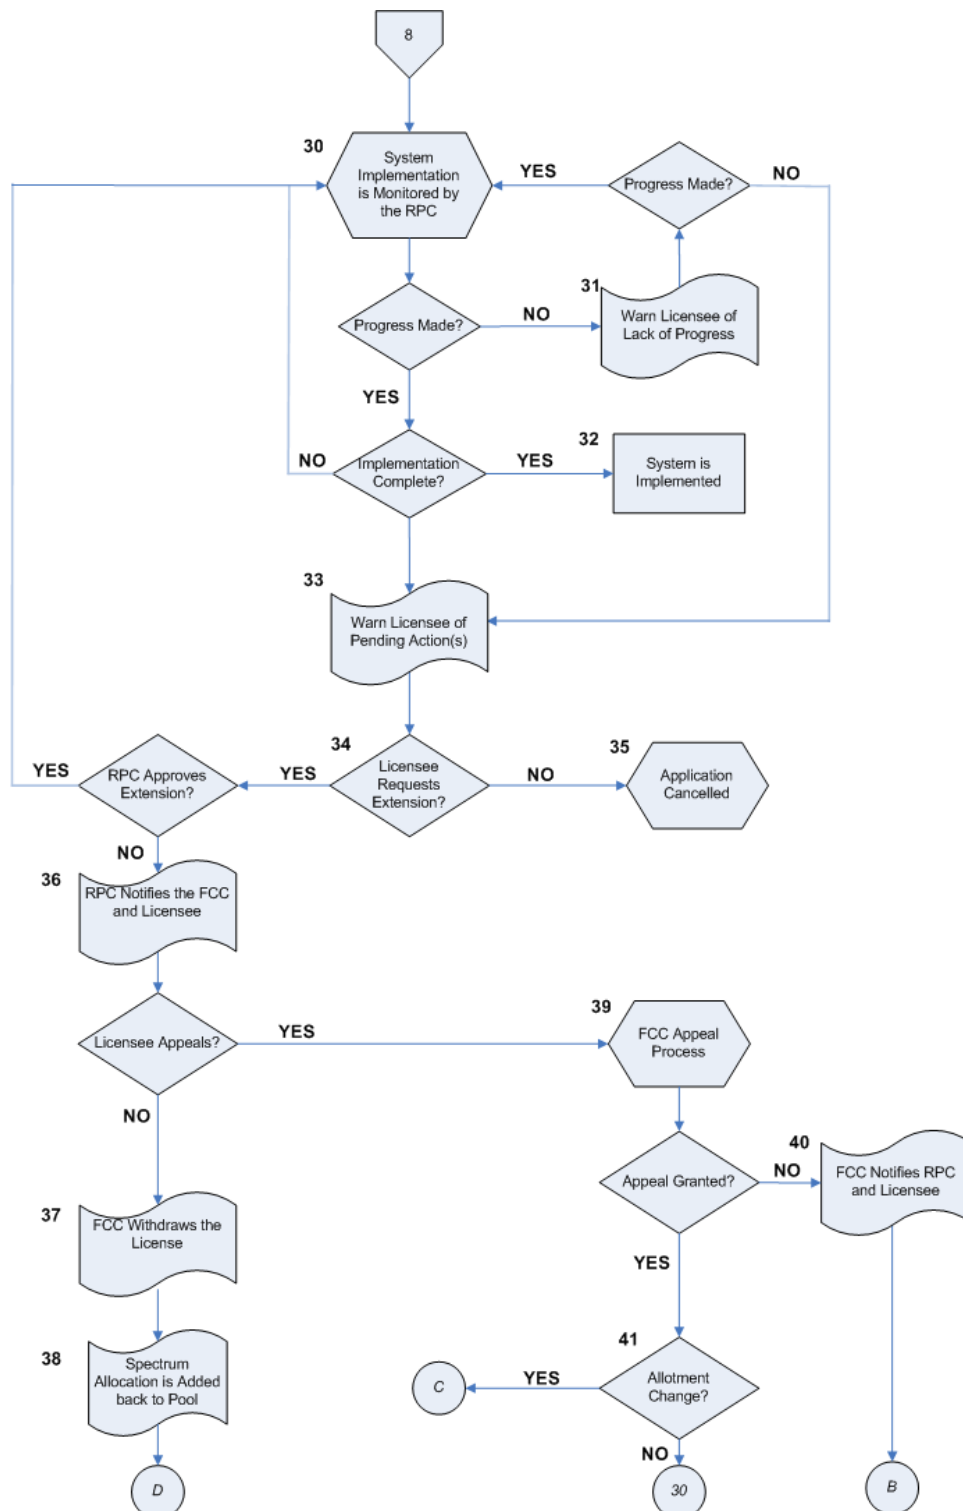 8
30
System
Implementation
is Monitored by
the RPC
YES
Progress Made?
NO
31
Warn Licensee of
Lack of Progress
Progress Made?
NO
YES
32
NO
Implementation
Complete?
YES
System is
Implemented
33
Warn Licensee of
Pending Action(s)
34
35
YES
RPC Approves
Extension?
YES
Licensee
Requests
Extension?
NO
Application
Cancelled
NO
36
RPC Notifies the FCC
and Licensee
39
Licensee Appeals?
YES
FCC Appeal
Process
NO
40
Appeal Granted?
NO
FCC Notifies RPC
and Licensee
37
FCC Withdraws the
License
YES
41
38
Spectrum
Allocation is Added
back to Pool
C
YES
Allotment
Change?
NO
D
30
B